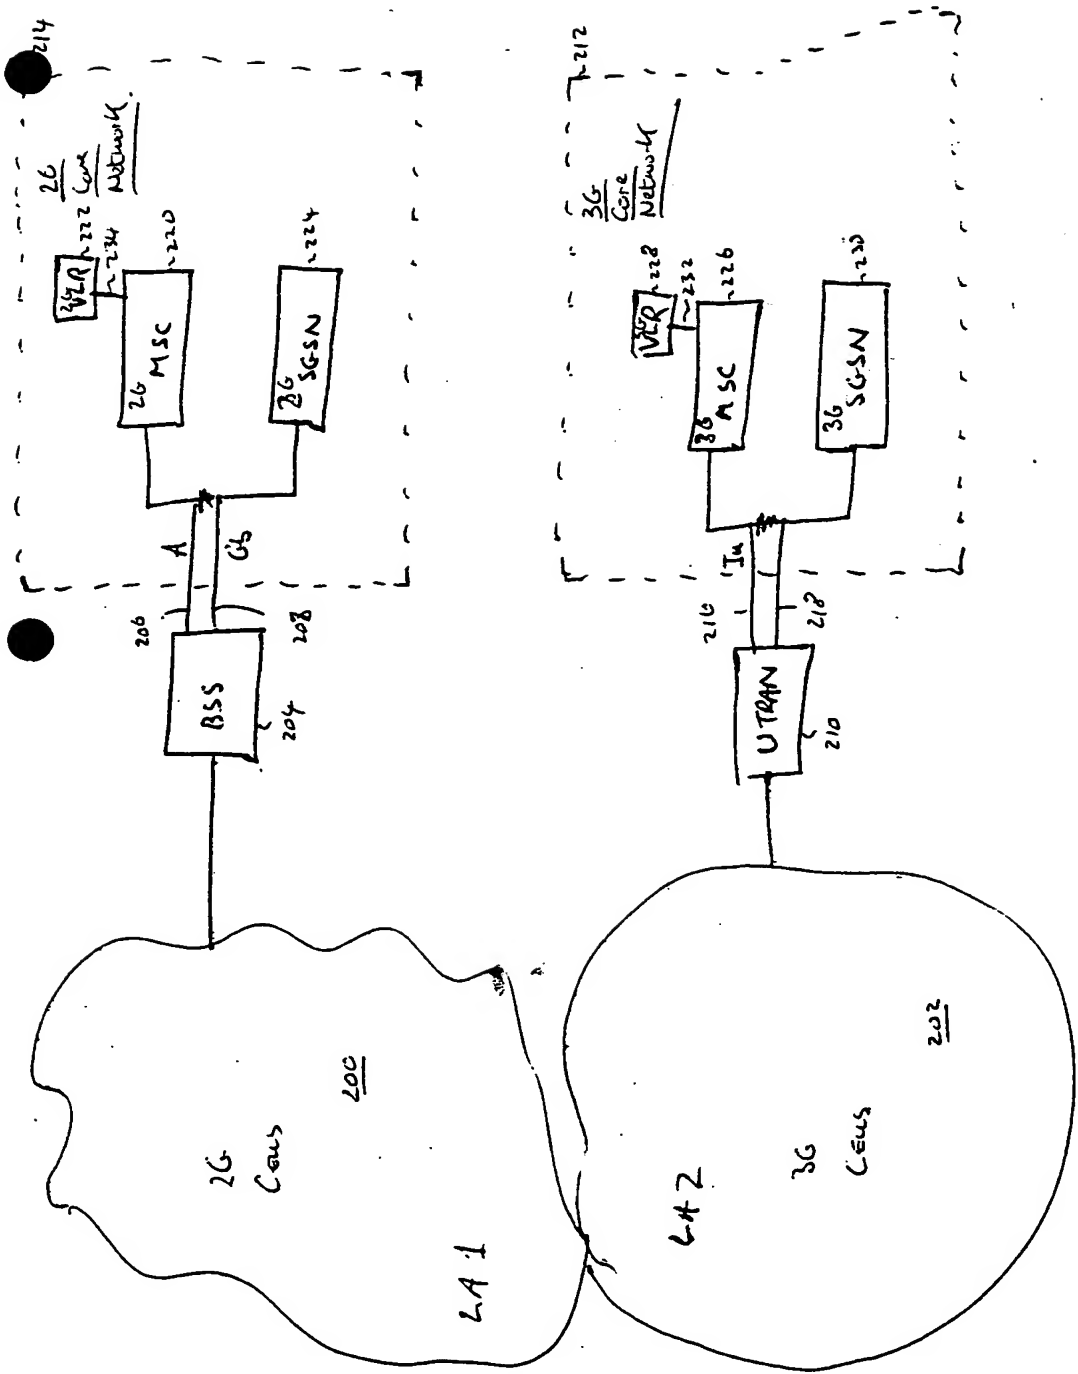 214
2G
Core
Network
2G
VLR
222
234
2G
MSC
220
2G
SGSN
224
A
Gb
206
208
BSS
204
2G
Cells
200
LA 1
212
3G
Core
Network
3G
VLR
228
232
3G
MSC
226
3G
SGSN
230
Iu
216
218
UTRAN
210
LA 2
3G
Cells
202